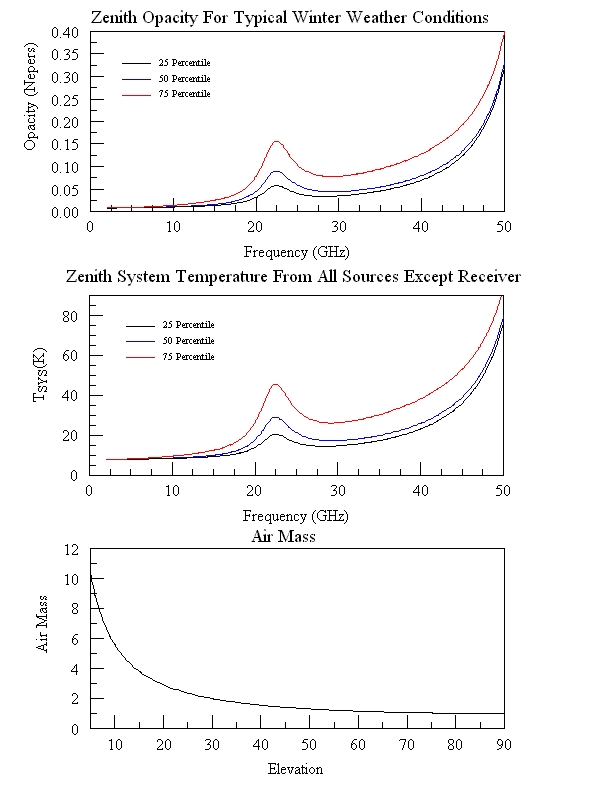 Zenith Opacity For Typical Winter Weather Conditions
0.40
0.35
0.30
0.25
0.20
0.15
0.10
0.05
0.00
Opacity (Nepers)
25 Percentile
50 Percentile
75 Percentile
0 10 20 30 40 50
Frequency (GHz)
Zenith System Temperature From All Sources Except Receiver
80
60
40
20
0
TSYS(K)
25 Percentile
50 Percentile
75 Percentile
0 10 20 30 40 50
Frequency (GHz)
Air Mass
12
10
8
6
4
2
0
Air Mass
10 20 30 40 50 60 70 80 90
Elevation